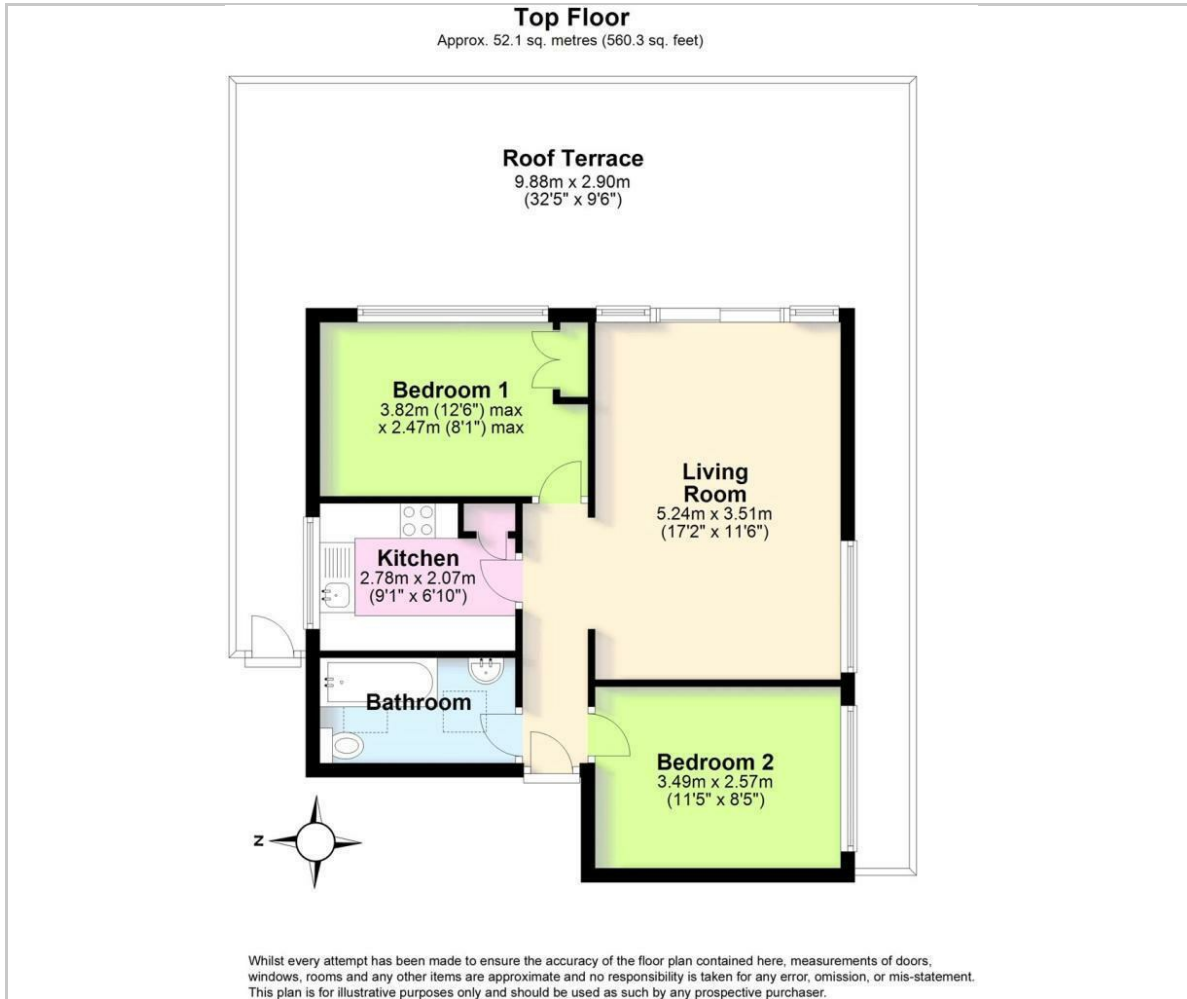 Top Floor
Approx. 52.1 sq. metres (560.3 sq. feet)
Roof Terrace
9.88m x 2.90m
(32'5" x 9'6")
Bedroom 1
3.82m (12'6") max
x 2.47m (8'1") max
Living
Room
5.24m x 3.51m
(17'2" x 11'6")
Kitchen
2.78m x 2.07m
(9'1" x 6'10")
Bathroom
Bedroom 2
3.49m x 2.57m
(11'5" x 8'5")
N
Whilst every attempt has been made to ensure the accuracy of the floor plan contained here, measurements of doors,
windows, rooms and any other items are approximate and no responsibility is taken for any error, omission, or mis-statement.
This plan is for illustrative purposes only and should be used as such by any prospective purchaser.